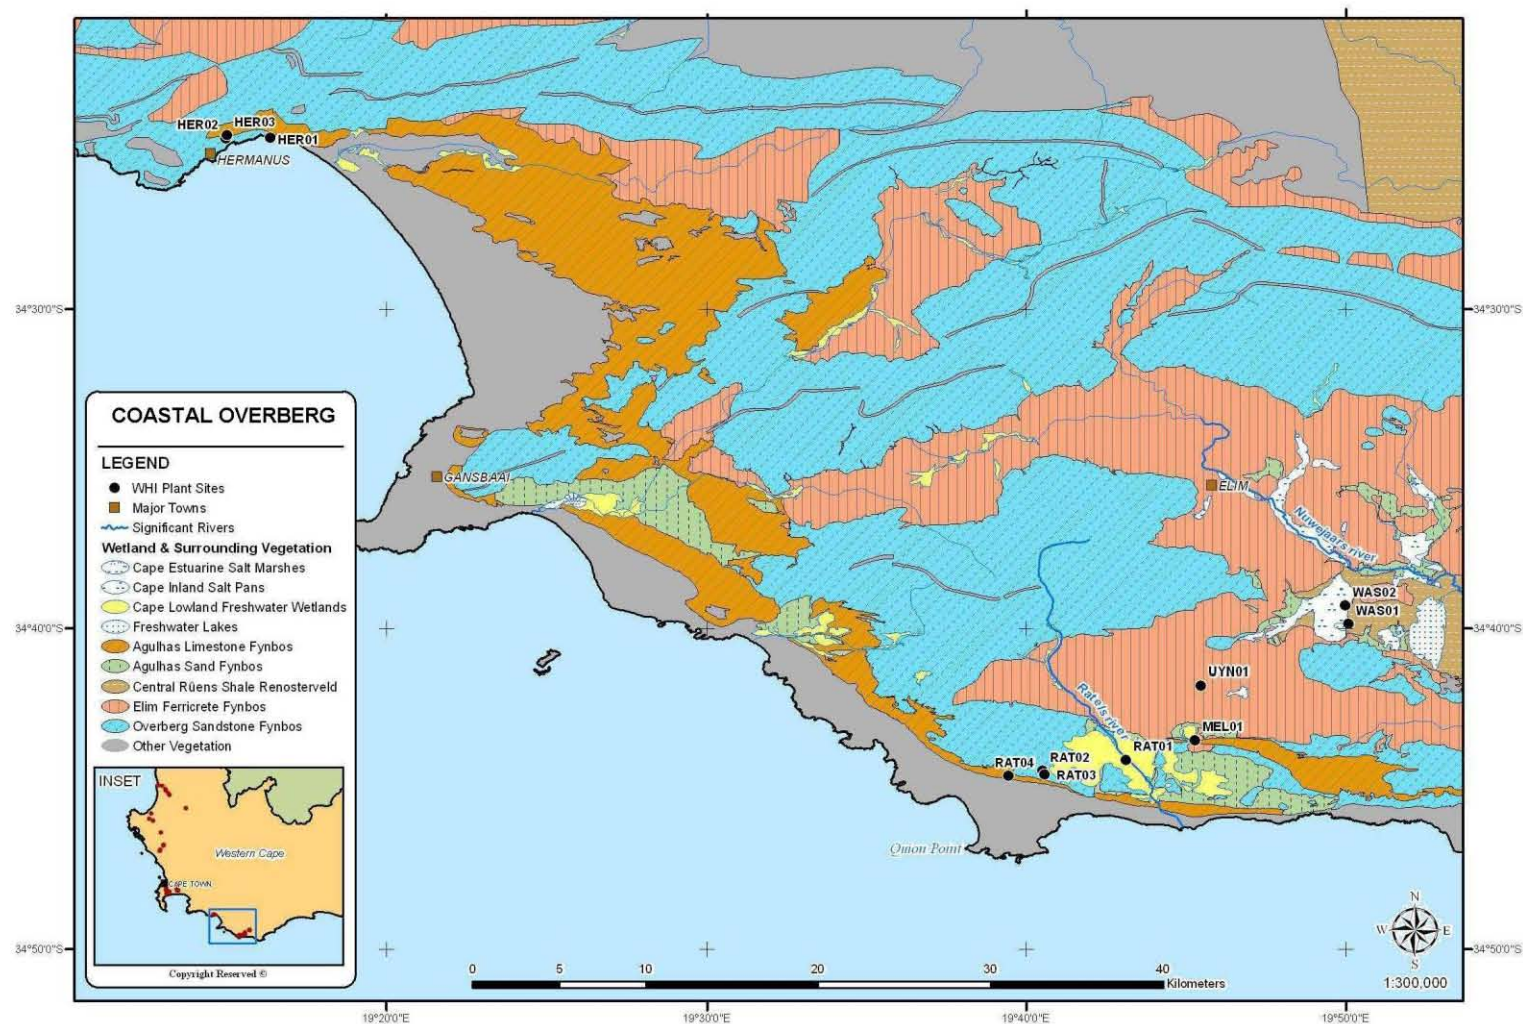 HER02
HER03
HER01
HERMANUS
34°30'0"S
34°30'0"S
COASTAL OVERBERG
LEGEND
WHI Plant Sites
Major Towns
Significant Rivers
Wetland & Surrounding Vegetation
Cape Estuarine Salt Marshes
Cape Inland Salt Pans
Cape Lowland Freshwater Wetlands
Freshwater Lakes
Agulhas Limestone Fynbos
Agulhas Sand Fynbos
Central Rûens Shale Renosterveld
Elim Ferricrete Fynbos
Overberg Sandstone Fynbos
Other Vegetation
GANSBAAI
ELIM
Nuwejaars river
WAS02
WAS01
34°40'0"S
34°40'0"S
UYN01
Ratels river
MEL01
RAT01
RAT02
RAT04
RAT03
Quion Point
INSET
Western Cape
CAPE TOWN
Copyright Reserved ©
N
W
E
S
34°50'0"S
34°50'0"S
0 5 10 20 30 40
Kilometers
1:300,000
19°20'0"E
19°30'0"E
19°40'0"E
19°50'0"E